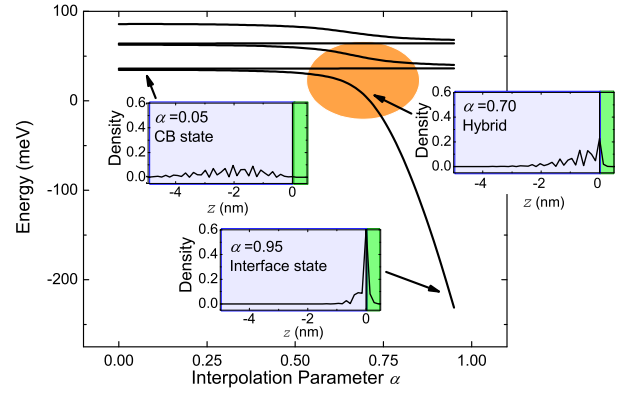 100
0
-100
-200
Energy (meV)
0.00
0.25
0.50
0.75
1.00
Interpolation Parameter α
Density
0.6
0.4
0.2
0.0
α=0.05
CB state
-4
-2
0
z (nm)
Density
0.6
0.4
0.2
0.0
α=0.70
Hybrid
-4
-2
0
z (nm)
Density
0.6
0.4
0.2
0.0
α=0.95
Interface state
-4
-2
0
z (nm)